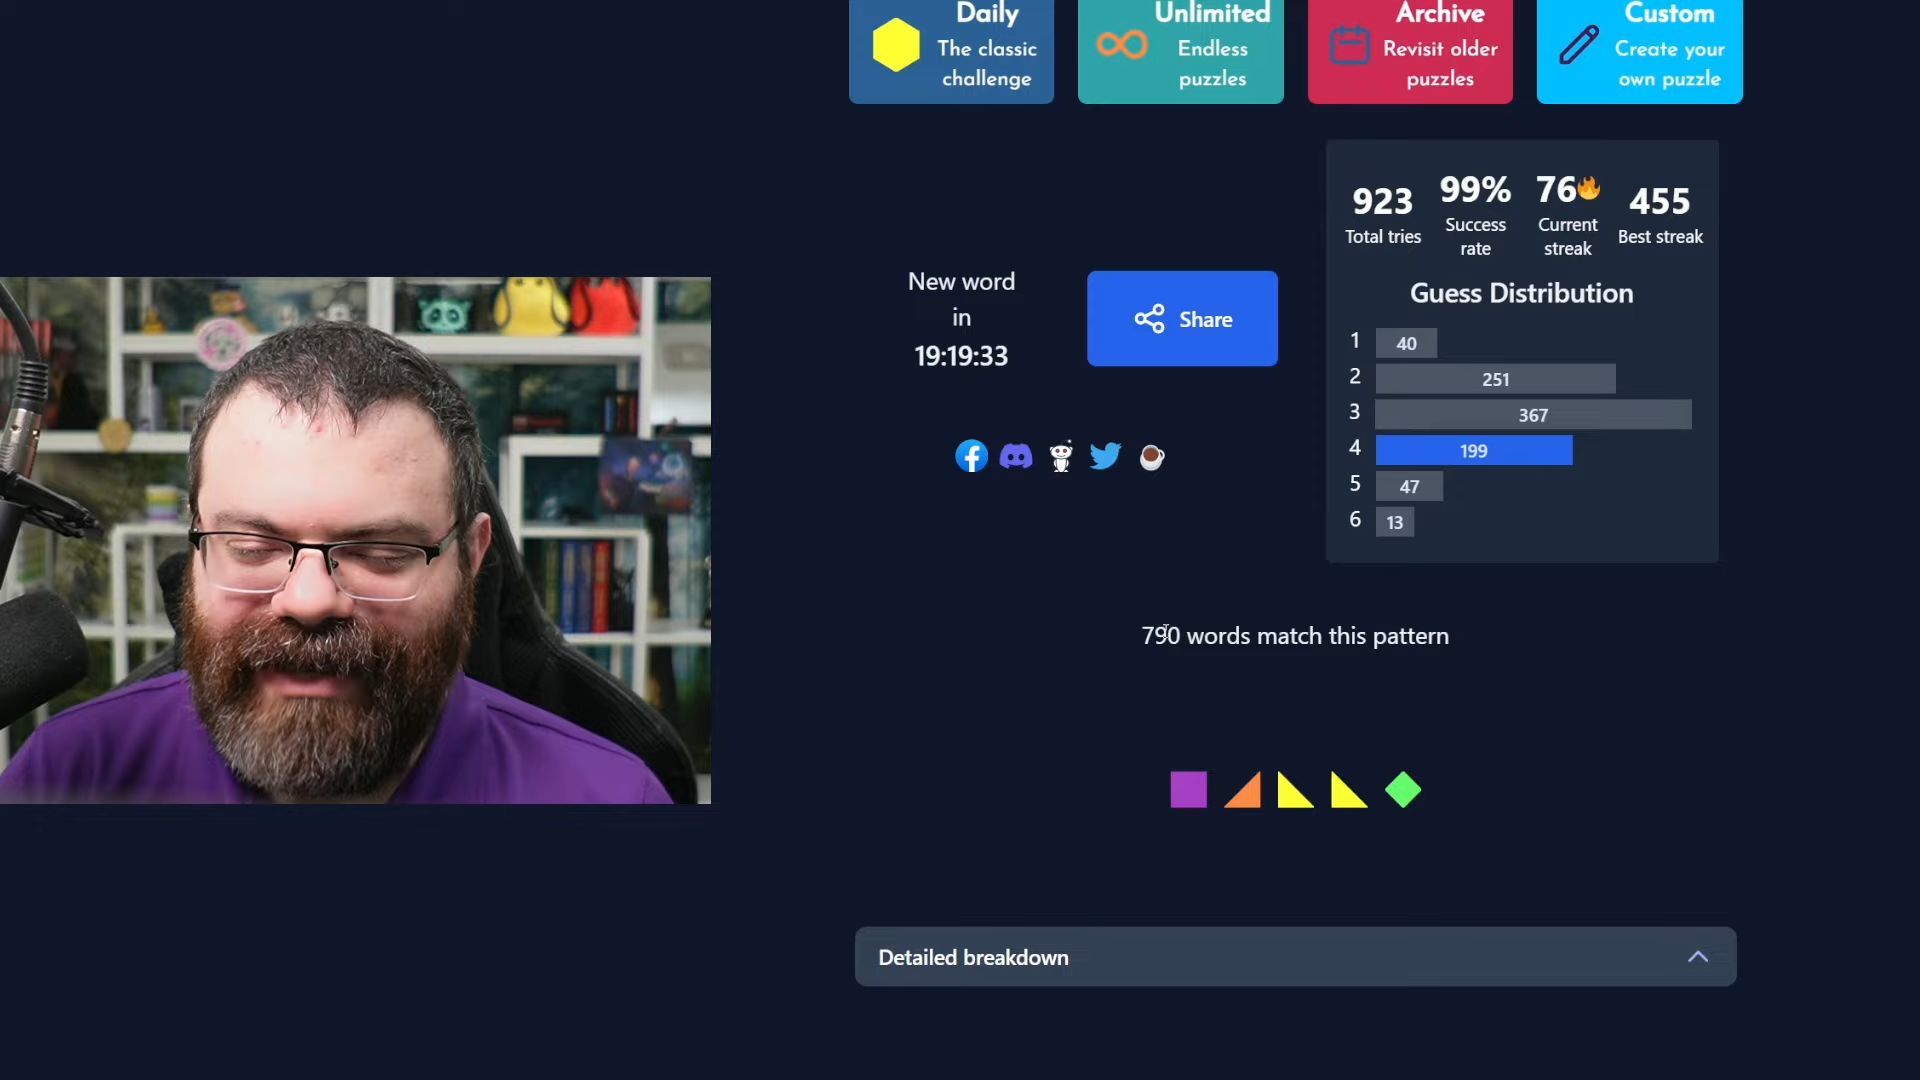 Daily
The classic
challenge
Unlimited
Endless
puzzles
Archive
Revisit older
puzzles
Custom
Create your
own puzzle
New word
in
19:19:33
Share
923
Total tries
99%
Success
rate
76
Current
streak
455
Best streak
Guess Distribution
1 40
2 251
3 367
4 199
5 47
6 13
790 words match this pattern
Detailed breakdown